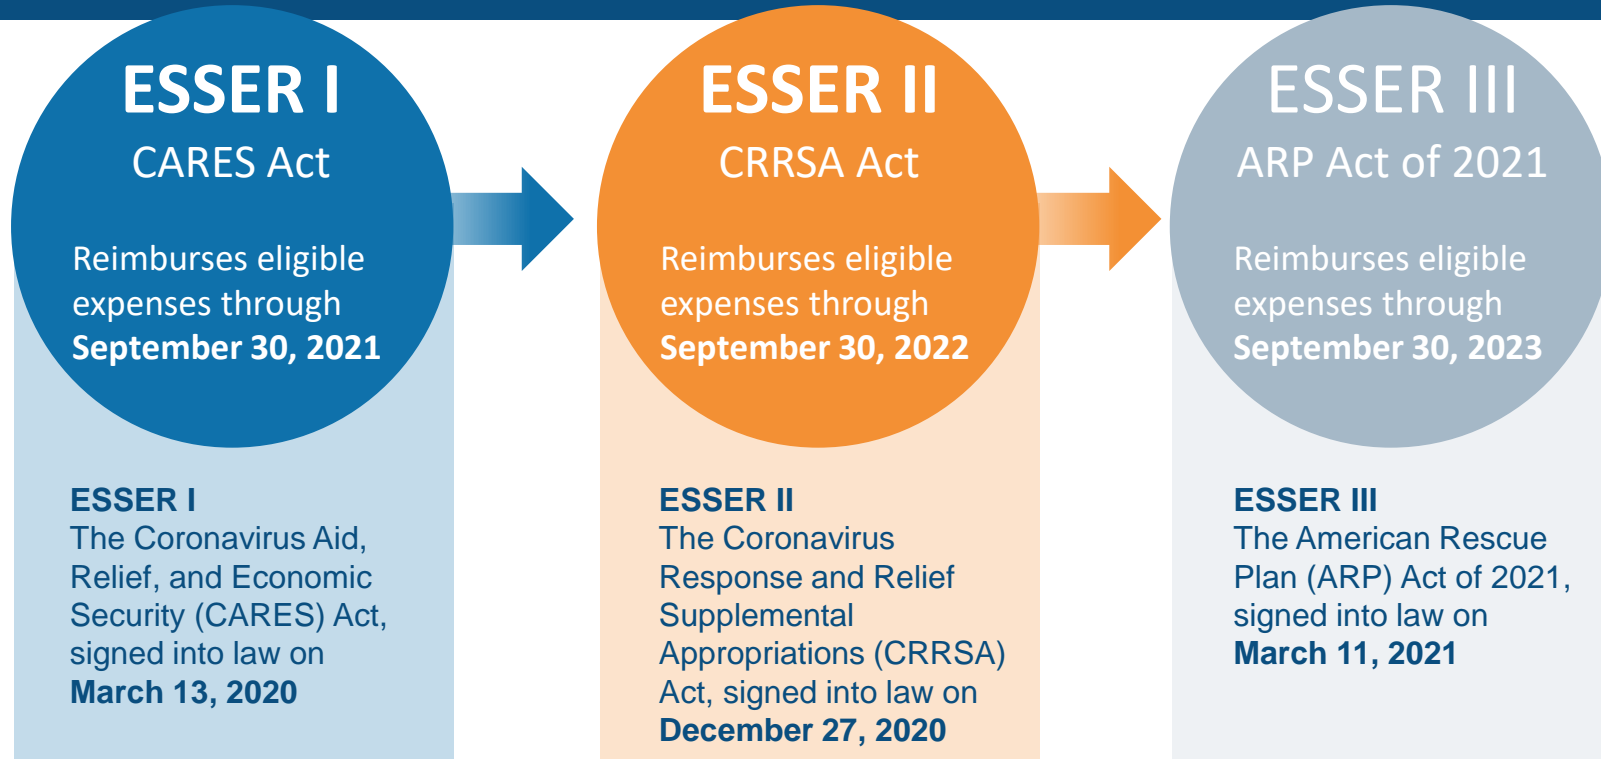 ESSER I
CARES Act
Reimburses eligible
expenses through
September 30, 2021
ESSER I
The Coronavirus Aid,
Relief, and Economic
Security (CARES) Act,
signed into law on
March 13, 2020
ESSER II
CRRSA Act
Reimburses eligible
expenses through
September 30, 2022
ESSER II
The Coronavirus
Response and Relief
Supplemental
Appropriations (CRRSA)
Act, signed into law on
December 27, 2020
ESSER III
ARP Act of 2021
Reimburses eligible
expenses through
September 30, 2023
ESSER III
The American Rescue
Plan (ARP) Act of 2021,
signed into law on
March 11, 2021